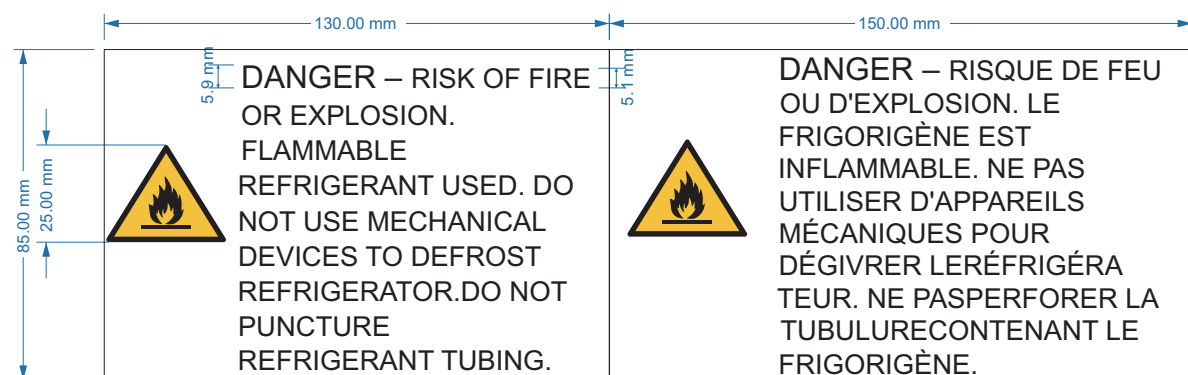 130.00 mm
150.00 mm
85.00 mm
25.00 mm
5.9 mm
DANGER – RISK OF FIRE
OR EXPLOSION.
FLAMMABLE
REFRIGERANT USED. DO
NOT USE MECHANICAL
DEVICES TO DEFROST
REFRIGERATOR.DO NOT
PUNCTURE
REFRIGERANT TUBING.
5.1 mm
DANGER – RISQUE DE FEU
OU D'EXPLOSION. LE
FRIGORIGÈNE EST
INFLAMMABLE. NE PAS
UTILISER D'APPAREILS
MÉCANIQUES POUR
DÉGIVRER LERÉFRIGÉRA
TEUR. NE PASPERFORER LA
TUBULURECONTENANT LE
FRIGORIGÈNE.